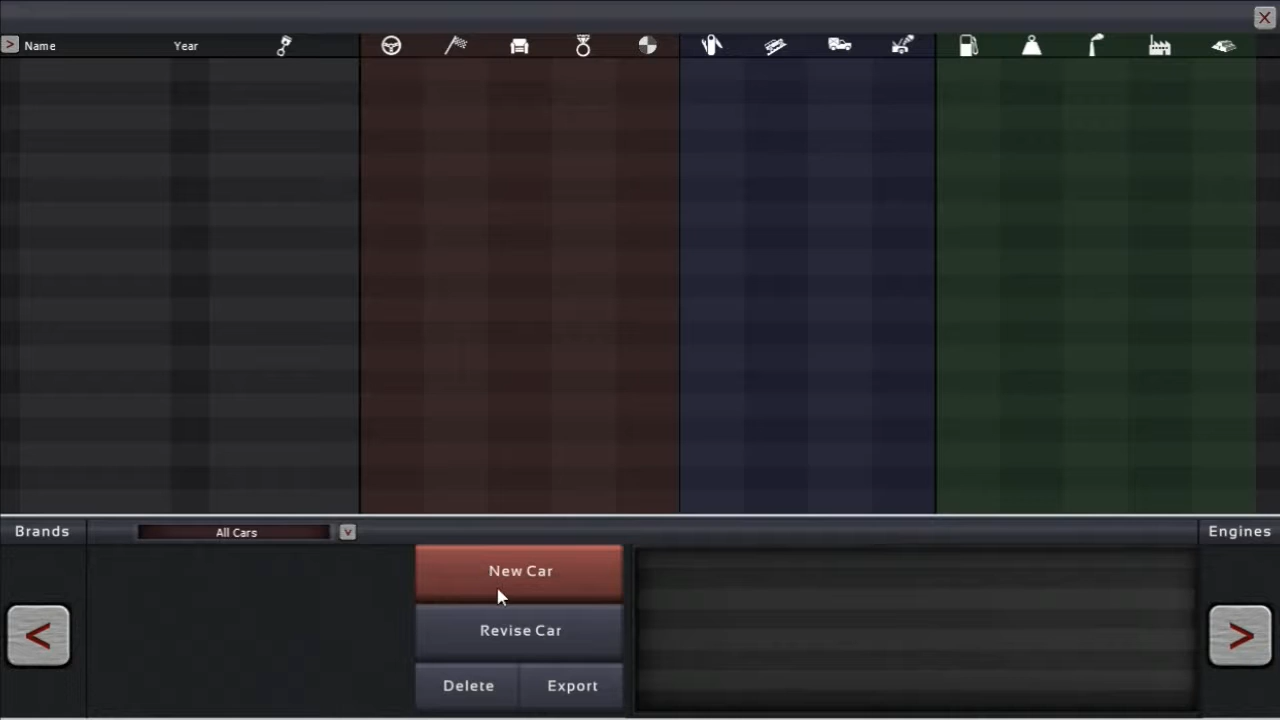 Name Year
Brands
All Cars
Engines
New Car
Revise Car
Delete
Export